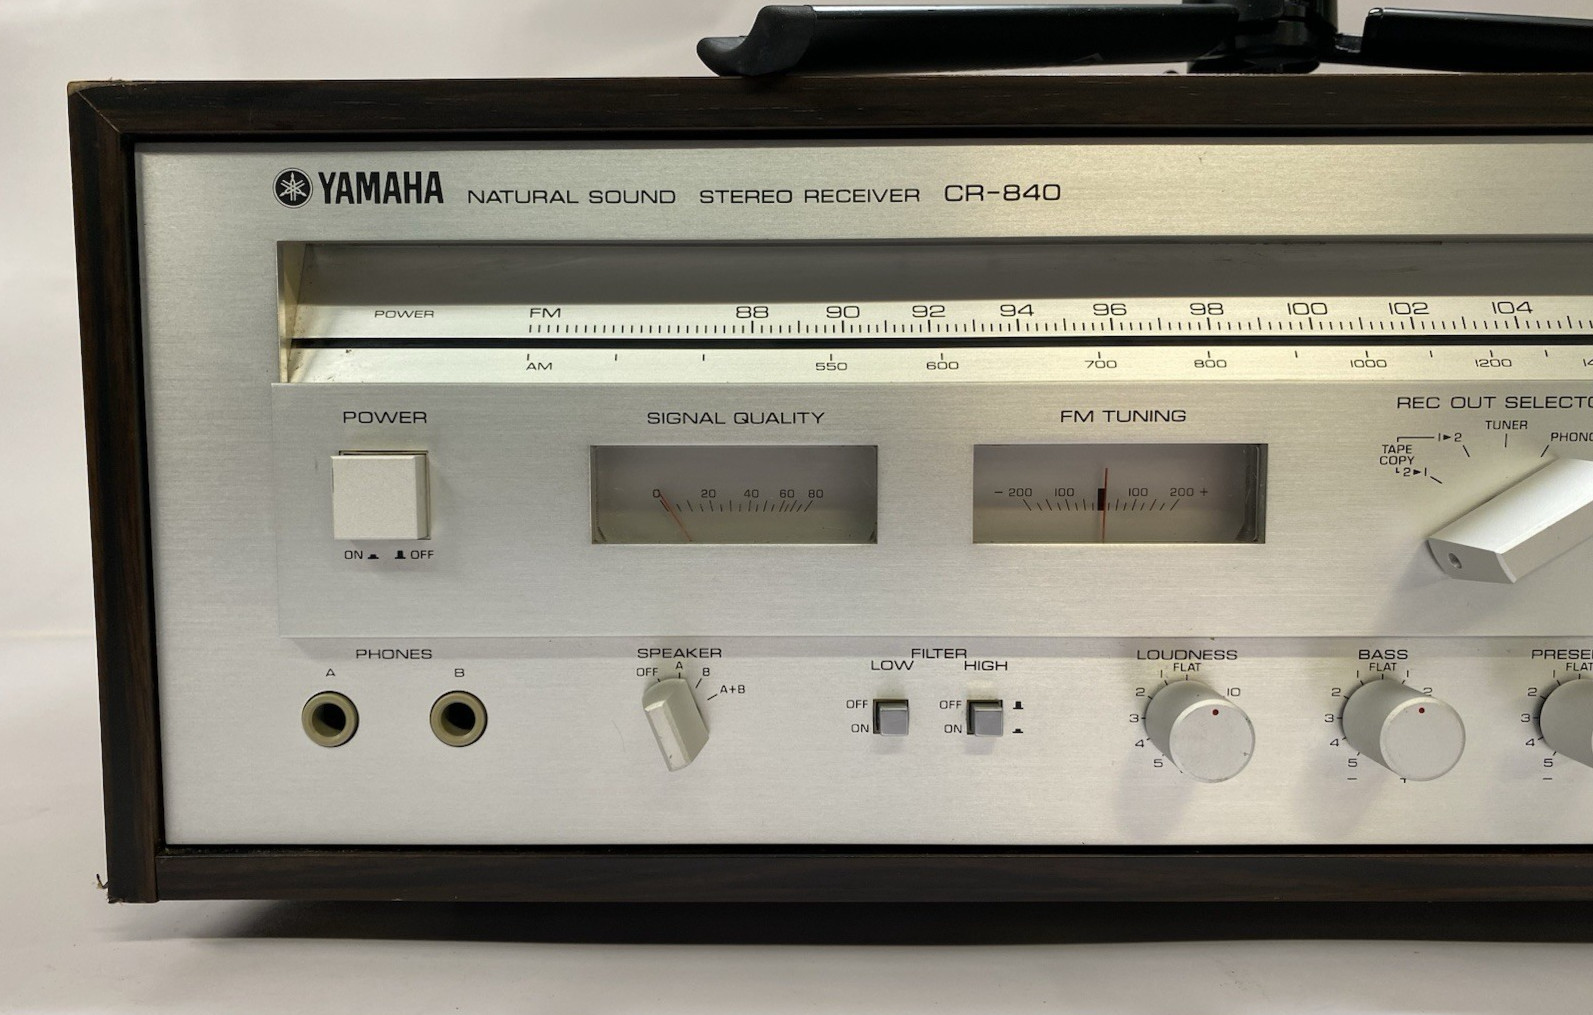 YAMAHA NATURAL SOUND STEREO RECEIVER CR-840
POWER FM 88 90 92 94 96 98 100 102 104
AM 550 600 700 800 1000 1200
POWER
ON OFF
SIGNAL QUALITY
0 20 40 60 80
FM TUNING
- 200 100 100 200 +
REC OUT
TUNER
PHONO
TAPE COPY
1▶2
2▶1
PHONES
A B
SPEAKER
OFF A B A+B
FILTER
LOW HIGH
OFF OFF
ON ON
LOUDNESS
FLAT
1 10
2
3
4
5
BASS
FLAT
1 1
2 2
3
4
5
-
FLAT
1
2
3
4
5
-